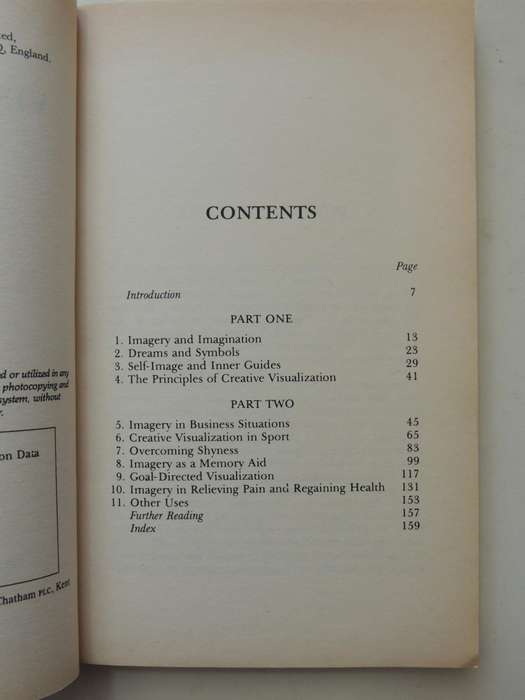 ted,
Q, England.
d or utilized in any
photocopying and
system, without
r.
on Data
Chatham PLC, Kent
CONTENTS
Page
Introduction 7
PART ONE
1. Imagery and Imagination 13
2. Dreams and Symbols 23
3. Self-Image and Inner Guides 29
4. The Principles of Creative Visualization 41
PART TWO
5. Imagery in Business Situations 45
6. Creative Visualization in Sport 65
7. Overcoming Shyness 83
8. Imagery as a Memory Aid 99
9. Goal-Directed Visualization 117
10. Imagery in Relieving Pain and Regaining Health 131
11. Other Uses 153
Further Reading 157
Index 159